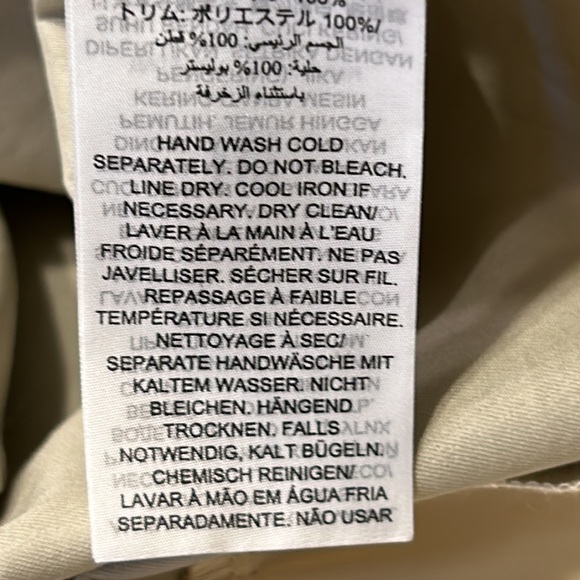 100%
トリム: ポリエステル 100%/
الجسم الرئيسي: 100% قطن
حلية: 100% بوليستر
باستثناء الزخرفة
HAND WASH COLD
SEPARATELY. DO NOT BLEACH.
LINE DRY. COOL IRON IF
NECESSARY. DRY CLEAN/
LAVER À LA MAIN À L'EAU
FROIDE SÉPARÉMENT. NE PAS
JAVELLISER. SÉCHER SUR FIL.
REPASSAGE À FAIBLE
TEMPÉRATURE SI NÉCESSAIRE.
NETTOYAGE À SEC/
SEPARATE HANDWÄSCHE MIT
KALTEM WASSER. NICHT
BLEICHEN. HÄNGEND
TROCKNEN. FALLS
NOTWENDIG, KALT BÜGELN.
CHEMISCH REINIGEN/
LAVAR À MÃO EM ÁGUA FRIA
SEPARADAMENTE. NÃO USAR